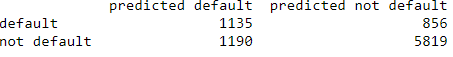 predicted default predicted not default
default 1135 856
not default 1190 5819